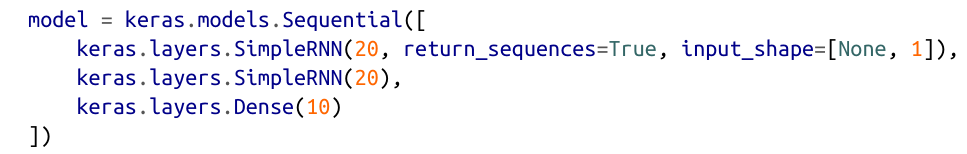 model = keras.models.Sequential([
    keras.layers.SimpleRNN(20, return_sequences=True, input_shape=[None, 1]),
    keras.layers.SimpleRNN(20),
    keras.layers.Dense(10)
])